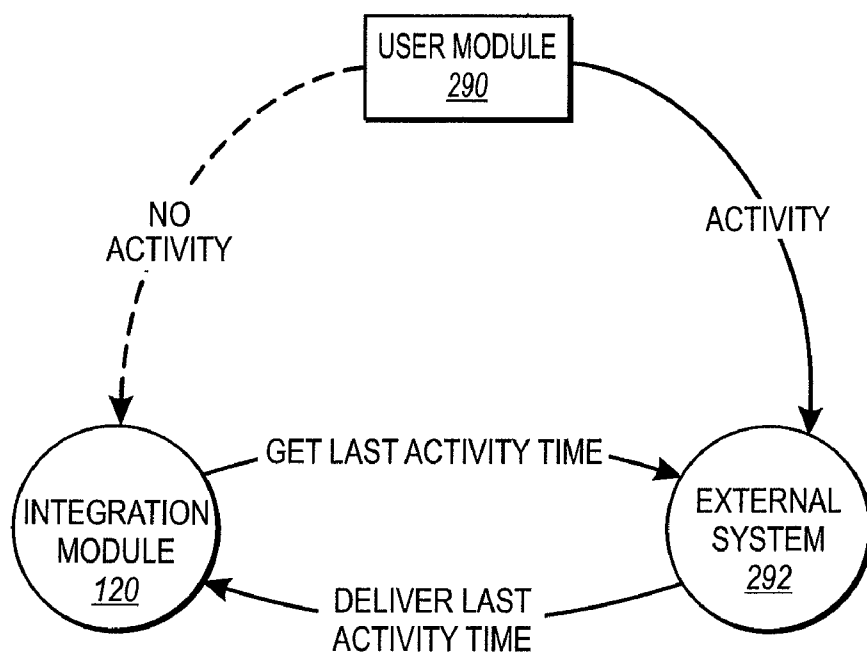 USER MODULE
290
NO
ACTIVITY
ACTIVITY
GET LAST ACTIVITY TIME
INTEGRATION
MODULE
120
EXTERNAL
SYSTEM
292
DELIVER LAST
ACTIVITY TIME